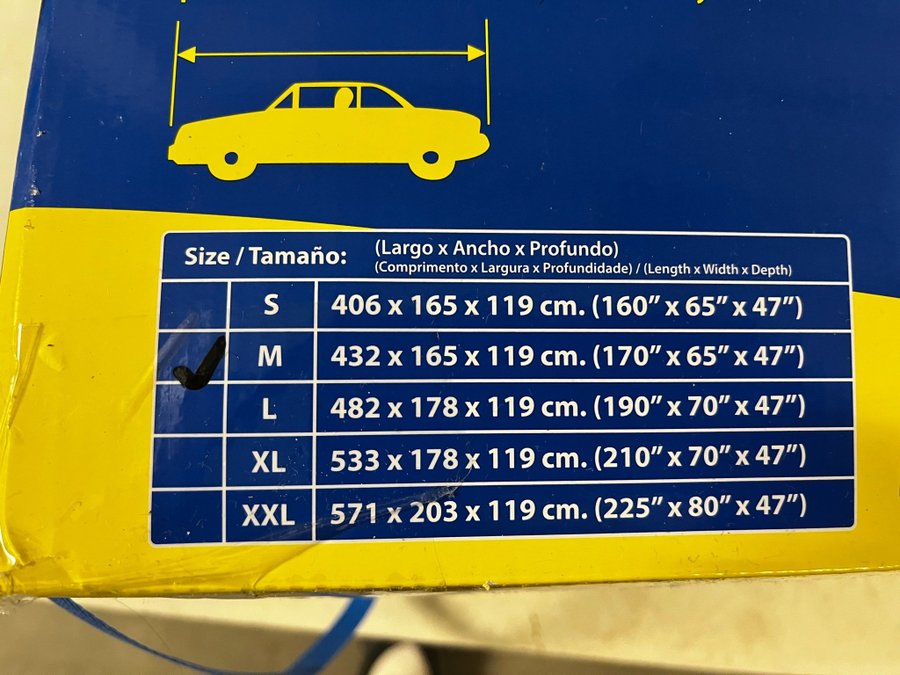 Size / Tamaño: (Largo x Ancho x Profundo)
(Comprimento x Largura x Profundidade) / (Length x Width x Depth)
S 406 x 165 x 119 cm. (160” x 65” x 47”)
M 432 x 165 x 119 cm. (170” x 65” x 47”)
L 482 x 178 x 119 cm. (190” x 70” x 47”)
XL 533 x 178 x 119 cm. (210” x 70” x 47”)
XXL 571 x 203 x 119 cm. (225” x 80” x 47”)